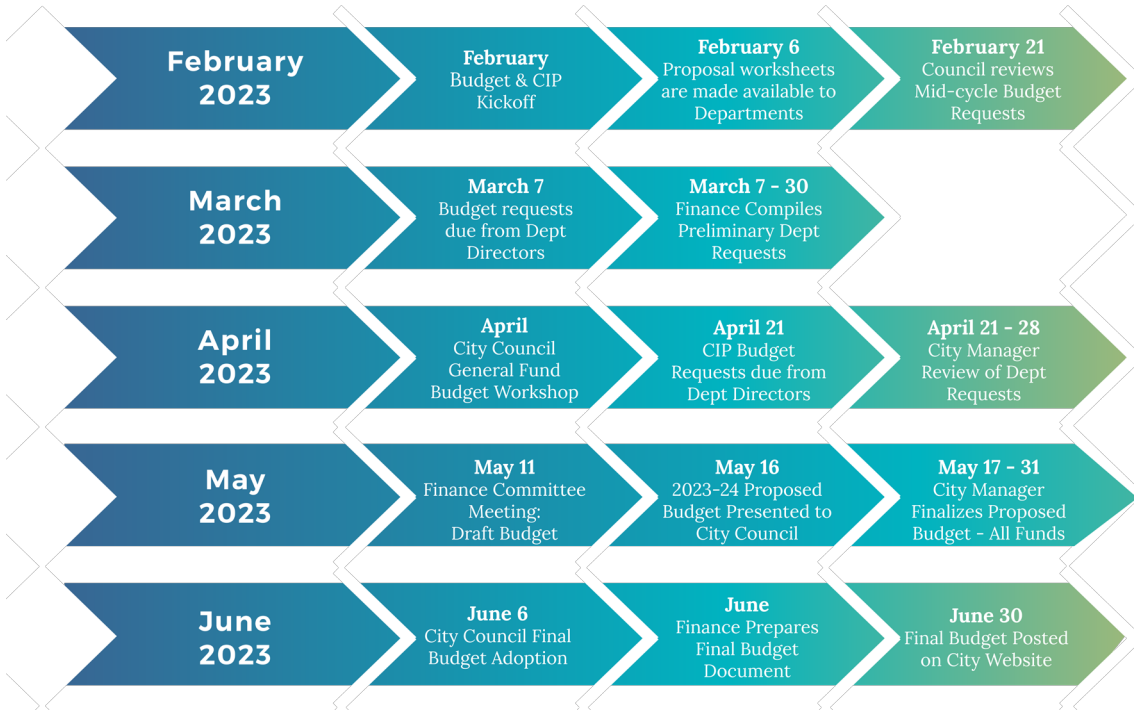 February
2023
February
Budget & CIP
Kickoff
February 6
Proposal worksheets
are made available to
Departments
February 21
Council reviews
Mid-cycle Budget
Requests
March
2023
March 7
Budget requests
due from Dept
Directors
March 7 - 30
Finance Compiles
Preliminary Dept
Requests
April
2023
April
City Council
General Fund
Budget Workshop
April 21
CIP Budget
Requests due from
Dept Directors
April 21 - 28
City Manager
Review of Dept
Requests
May
2023
May 11
Finance Committee
Meeting:
Draft Budget
May 16
2023-24 Proposed
Budget Presented to
City Council
May 17 - 31
City Manager
Finalizes Proposed
Budget - All Funds
June
2023
June 6
City Council Final
Budget Adoption
June
Finance Prepares
Final Budget
Document
June 30
Final Budget Posted
on City Website